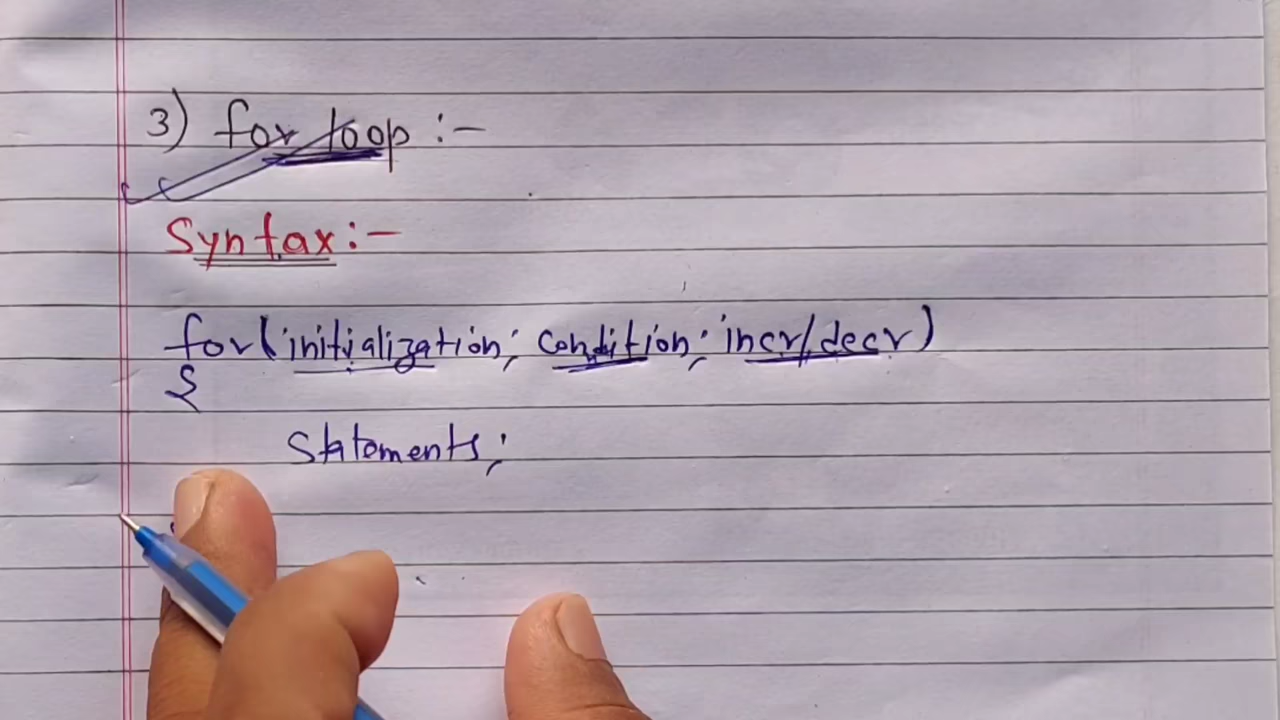 3) for loop :-
Syntax:-
for(initialization; condition; incr/decr)
{
Statements;